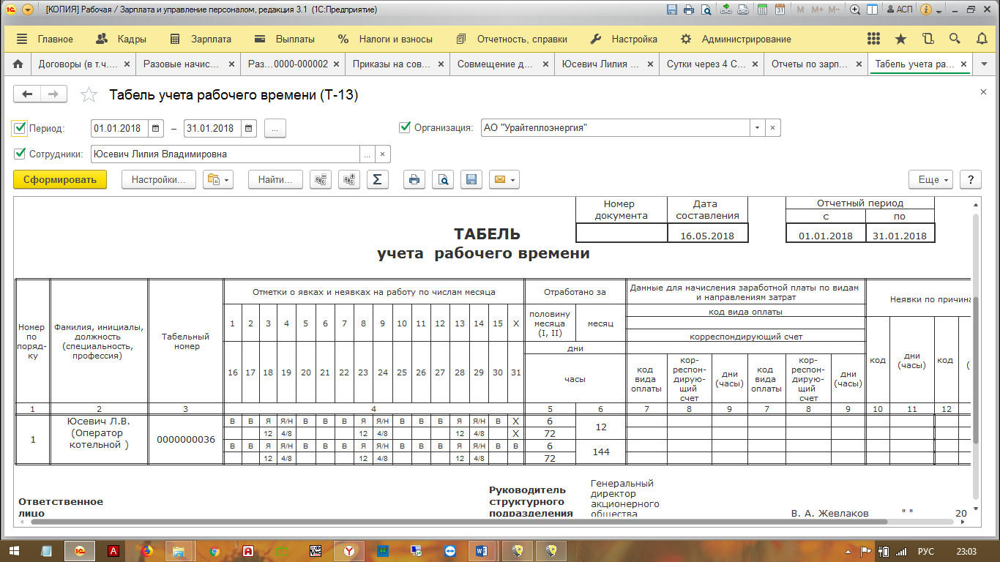 [КОПИЯ] Рабочая / Зарплата и управление персоналом, редакция 3.1 (1С:Предприятие)
M M+ M- АСП
Главное Кадры Зарплата Выплаты % Налоги и взносы Отчетность, справки Настройка Администрирование
Договоры (в т.ч.... × Разовые начис... × Раз...0000-000002 × Приказы на сов... × Совмещение д... × Юсевич Лилия ... × Сутки через 4 С... × Отчеты по зарп... × Табель учета ра... ×
Табель учета рабочего времени (Т-13)
Период: 01.01.2018 – 31.01.2018 ... Организация: АО "Урайтеплоэнергия"
Сотрудники: Юсевич Лилия Владимировна ... ×
Сформировать Настройки... Найти... Σ Еще ?
Номер документа Дата составления Отчетный период
с по
ТАБЕЛЬ 16.05.2018 01.01.2018 31.01.2018
учета рабочего времени
Номер по поряд-ку
Фамилия, инициалы, должность (специальность, профессия)
Табельный номер
Отметки о явках и неявках на работу по числам месяца
1 2 3 4 5 6 7 8 9 10 11 12 13 14 15 X
16 17 18 19 20 21 22 23 24 25 26 27 28 29 30 31
Отработано за
половину месяца (I, II) месяц
дни
часы
Данные для начисления заработной платы по видам и направлениям затрат
код вида оплаты
корреспондирующий счет
код вида оплаты кор-респон-дирую-щий счет дни (часы) код вида оплаты кор-респон-дирую-щий счет дни (часы)
Неявки по причина
код дни (часы) код (
1 2 3 4 5 6 7 8 9 7 8 9 10 11 12
1 Юсевич Л.В. (Оператор котельной ) 0000000036
В В Я Я/Н В В В Я Я/Н В В В Я Я/Н В X 6 12
12 4/8 12 4/8 12 4/8 X 72
В В Я Я/Н В В В Я Я/Н В В В Я Я/Н В В 6 144
12 4/8 12 4/8 12 4/8 72
Ответственное лицо
Руководитель структурного подразделения
Генеральный директор акционерного общества
В. А. Жевлаков " " 20
РУС 23:03